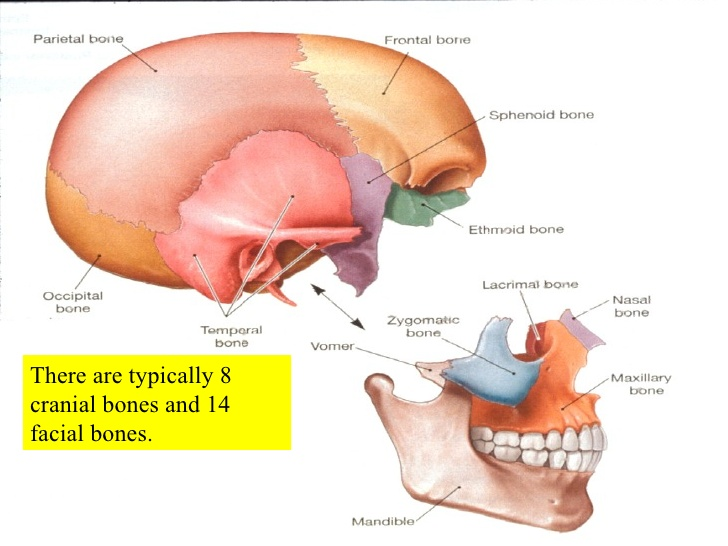 Parietal bone
Frontal bone
Sphenoid bone
Ethmoid bone
Occipital
bone
Temporal
bone
Lacrimal bone
Nasal
bone
Zygomatic
bone
Vomer
Maxillary
bone
Mandible
There are typically 8
cranial bones and 14
facial bones.